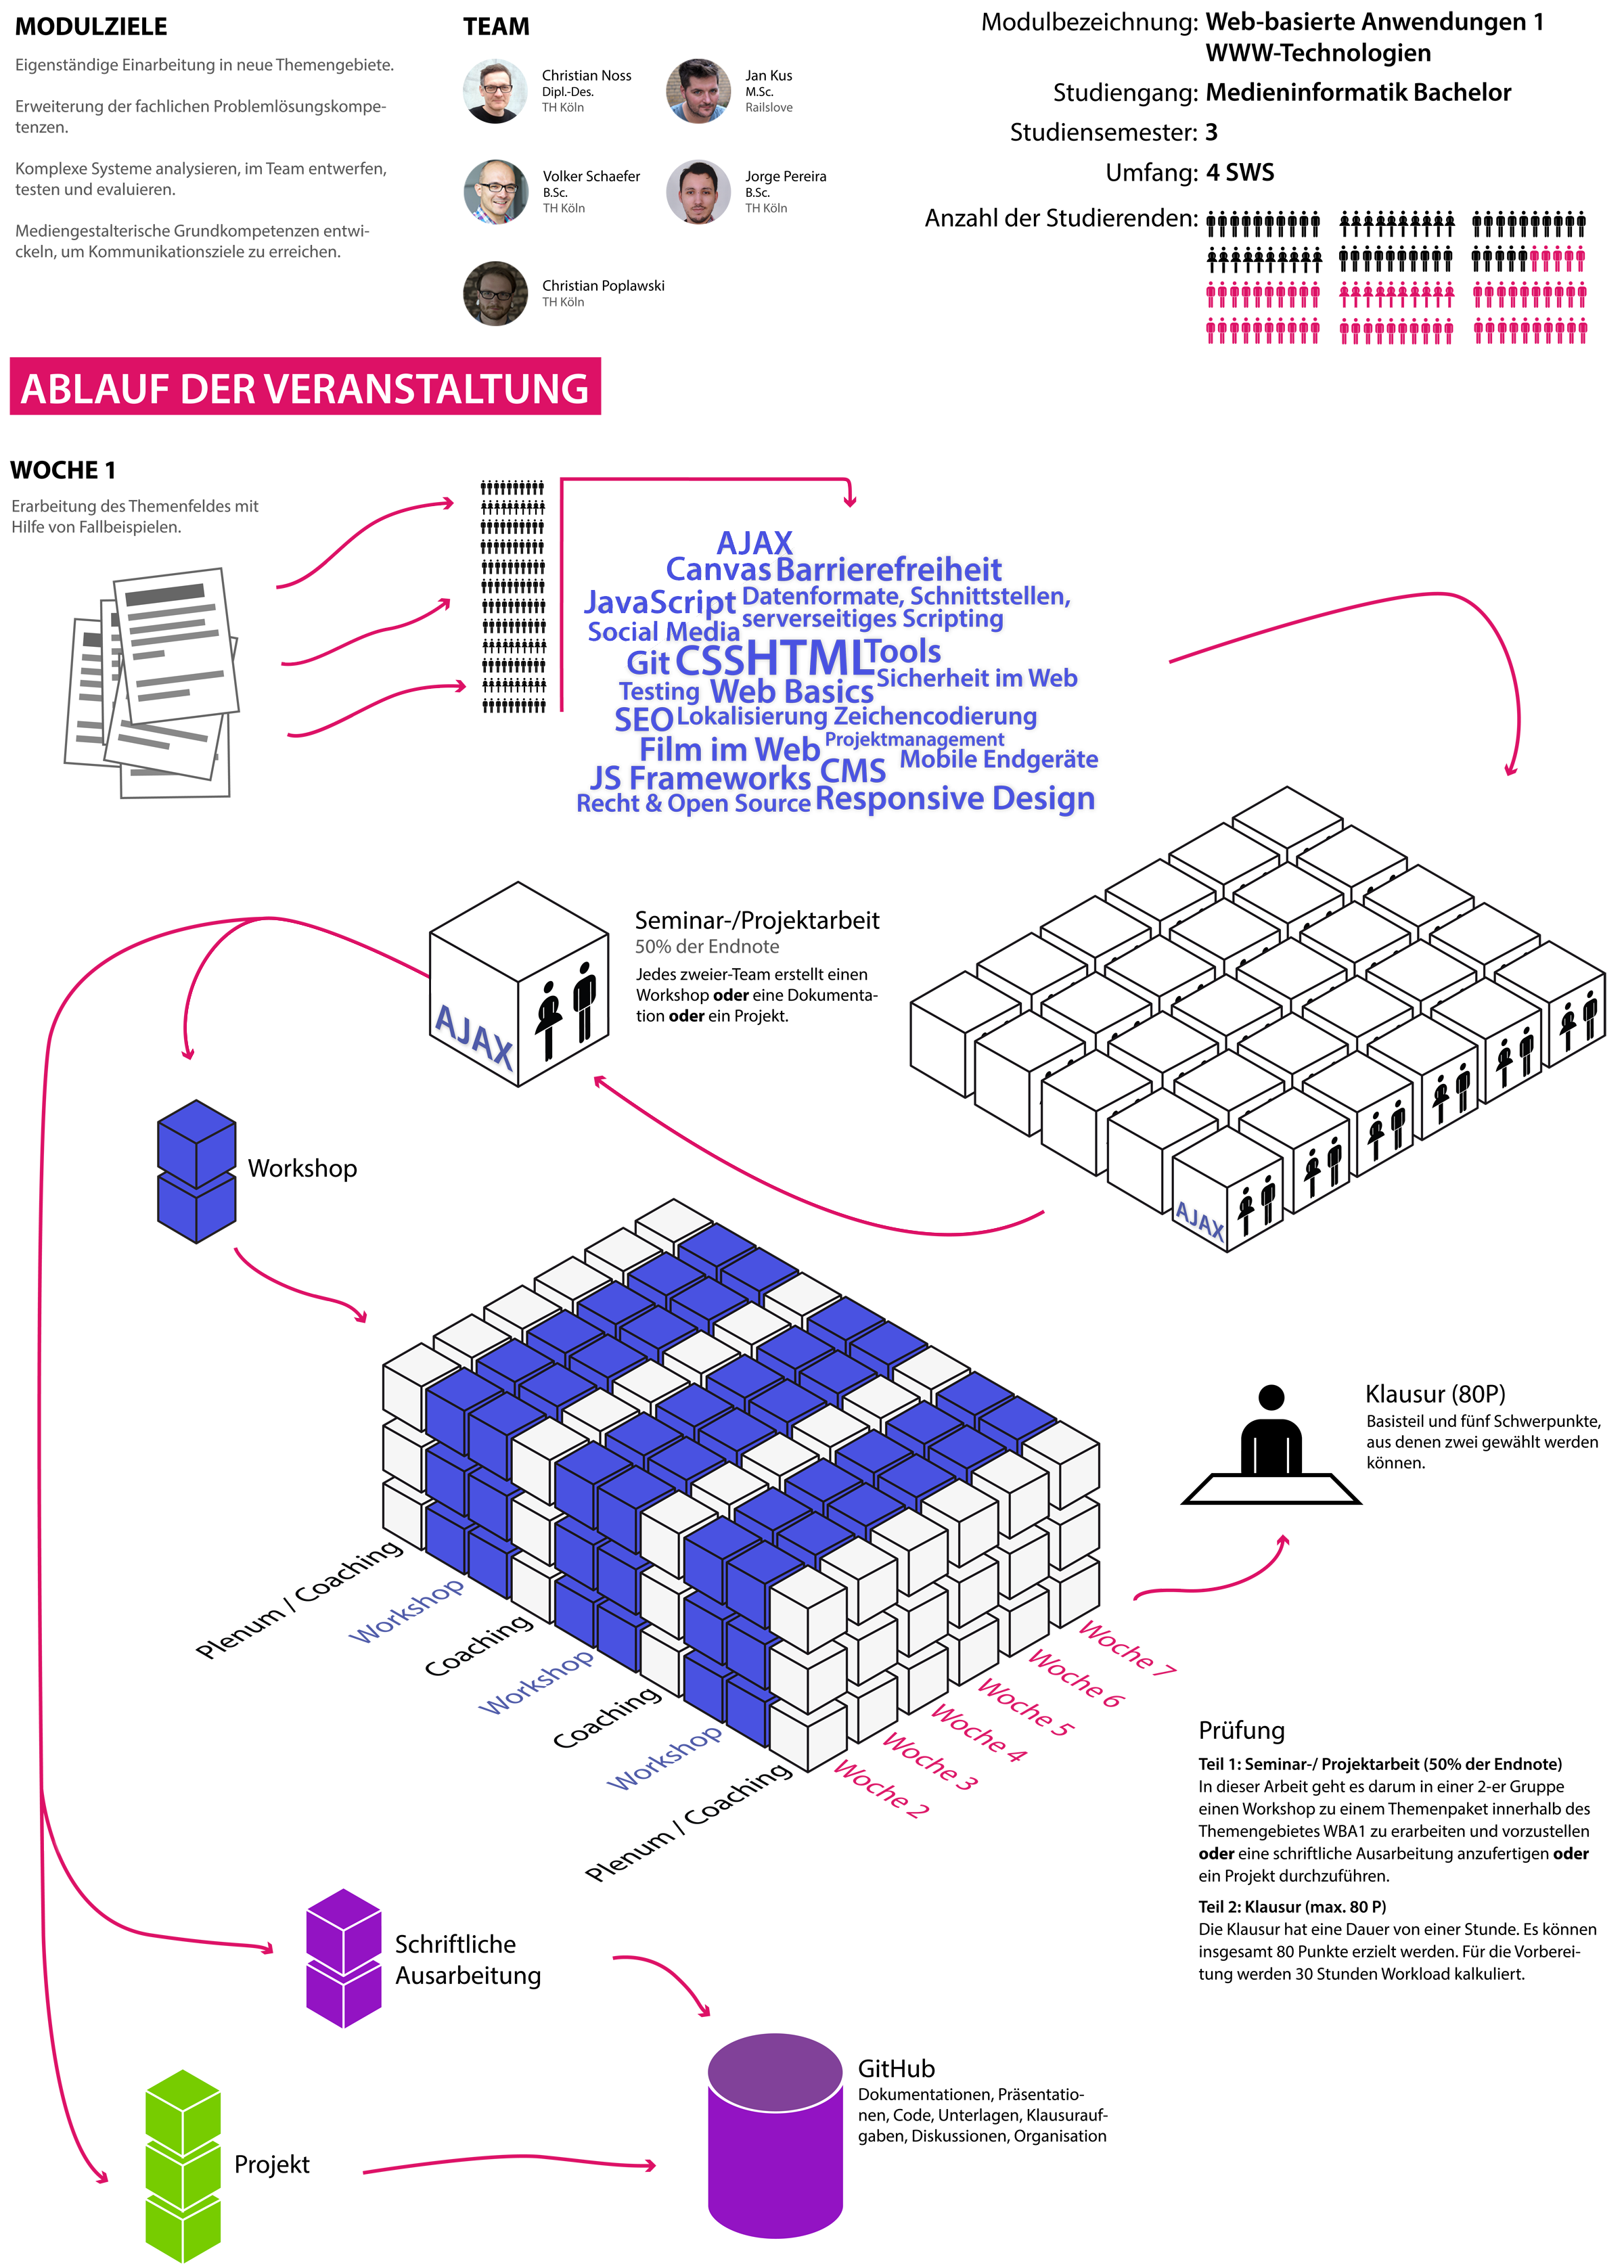 MODULZIELE
Eigenständige Einarbeitung in neue Themengebiete.
Erweiterung der fachlichen Problemlösungskompe-
tenzen.
Komplexe Systeme analysieren, im Team entwerfen,
testen und evaluieren.
Mediengestalterische Grundkompetenzen entwi-
ckeln, um Kommunikationsziele zu erreichen.
TEAM
Christian Noss
Dipl.-Des.
TH Köln
Jan Kus
M.Sc.
Railslove
Volker Schaefer
B.Sc.
TH Köln
Jorge Pereira
B.Sc.
TH Köln
Christian Poplawski
TH Köln
Modulbezeichnung: Web-basierte Anwendungen 1
WWW-Technologien
Studiengang: Medieninformatik Bachelor
Studiensemester: 3
Umfang: 4 SWS
Anzahl der Studierenden:
ABLAUF DER VERANSTALTUNG
WOCHE 1
Erarbeitung des Themenfeldes mit
Hilfe von Fallbeispielen.
AJAX
Canvas Barrierefreiheit
JavaScript Datenformate, Schnittstellen,
serverseitiges Scripting
Social Media
Git CSS HTML Tools
Sicherheit im Web
Testing Web Basics
SEO Lokalisierung Zeichencodierung
Film im Web Projektmanagement
Mobile Endgeräte
JS Frameworks CMS
Recht & Open Source Responsive Design
Seminar-/Projektarbeit
50% der Endnote
Jedes zweier-Team erstellt einen
Workshop oder eine Dokumenta-
tion oder ein Projekt.
AJAX
AJAX
Workshop
Plenum / Coaching
Workshop
Coaching
Workshop
Coaching
Workshop
Plenum / Coaching
Woche 2
Woche 3
Woche 4
Woche 5
Woche 6
Woche 7
Klausur (80P)
Basisteil und fünf Schwerpunkte,
aus denen zwei gewählt werden
können.
Prüfung
Teil 1: Seminar-/ Projektarbeit (50% der Endnote)
In dieser Arbeit geht es darum in einer 2-er Gruppe
einen Workshop zu einem Themenpaket innerhalb des
Themengebietes WBA1 zu erarbeiten und vorzustellen
oder eine schriftliche Ausarbeitung anzufertigen oder
ein Projekt durchzuführen.
Teil 2: Klausur (max. 80 P)
Die Klausur hat eine Dauer von einer Stunde. Es können
insgesamt 80 Punkte erzielt werden. Für die Vorberei-
tung werden 30 Stunden Workload kalkuliert.
Schriftliche
Ausarbeitung
Projekt
GitHub
Dokumentationen, Präsentatio-
nen, Code, Unterlagen, Klausurauf-
gaben, Diskussionen, Organisation